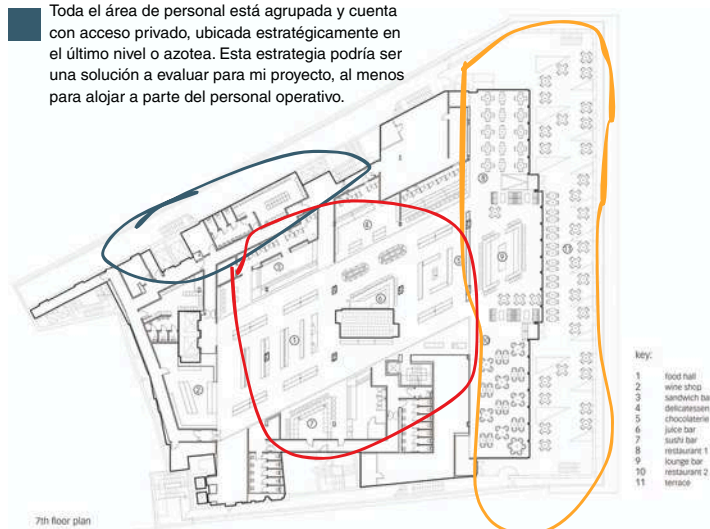 Toda el área de personal está agrupada y cuenta
con acceso privado, ubicada estratégicamente en
el último nivel o azotea. Esta estrategia podría ser
una solución a evaluar para mi proyecto, al menos
para alojar a parte del personal operativo.
key:
1 food hall
2 wine shop
3 sandwich ba
4 delicatessen
5 chocolaterie
6 juice bar
7 sushi bar
8 restaurant 1
9 lounge bar
10 restaurant 2
11 terrace
7th floor plan